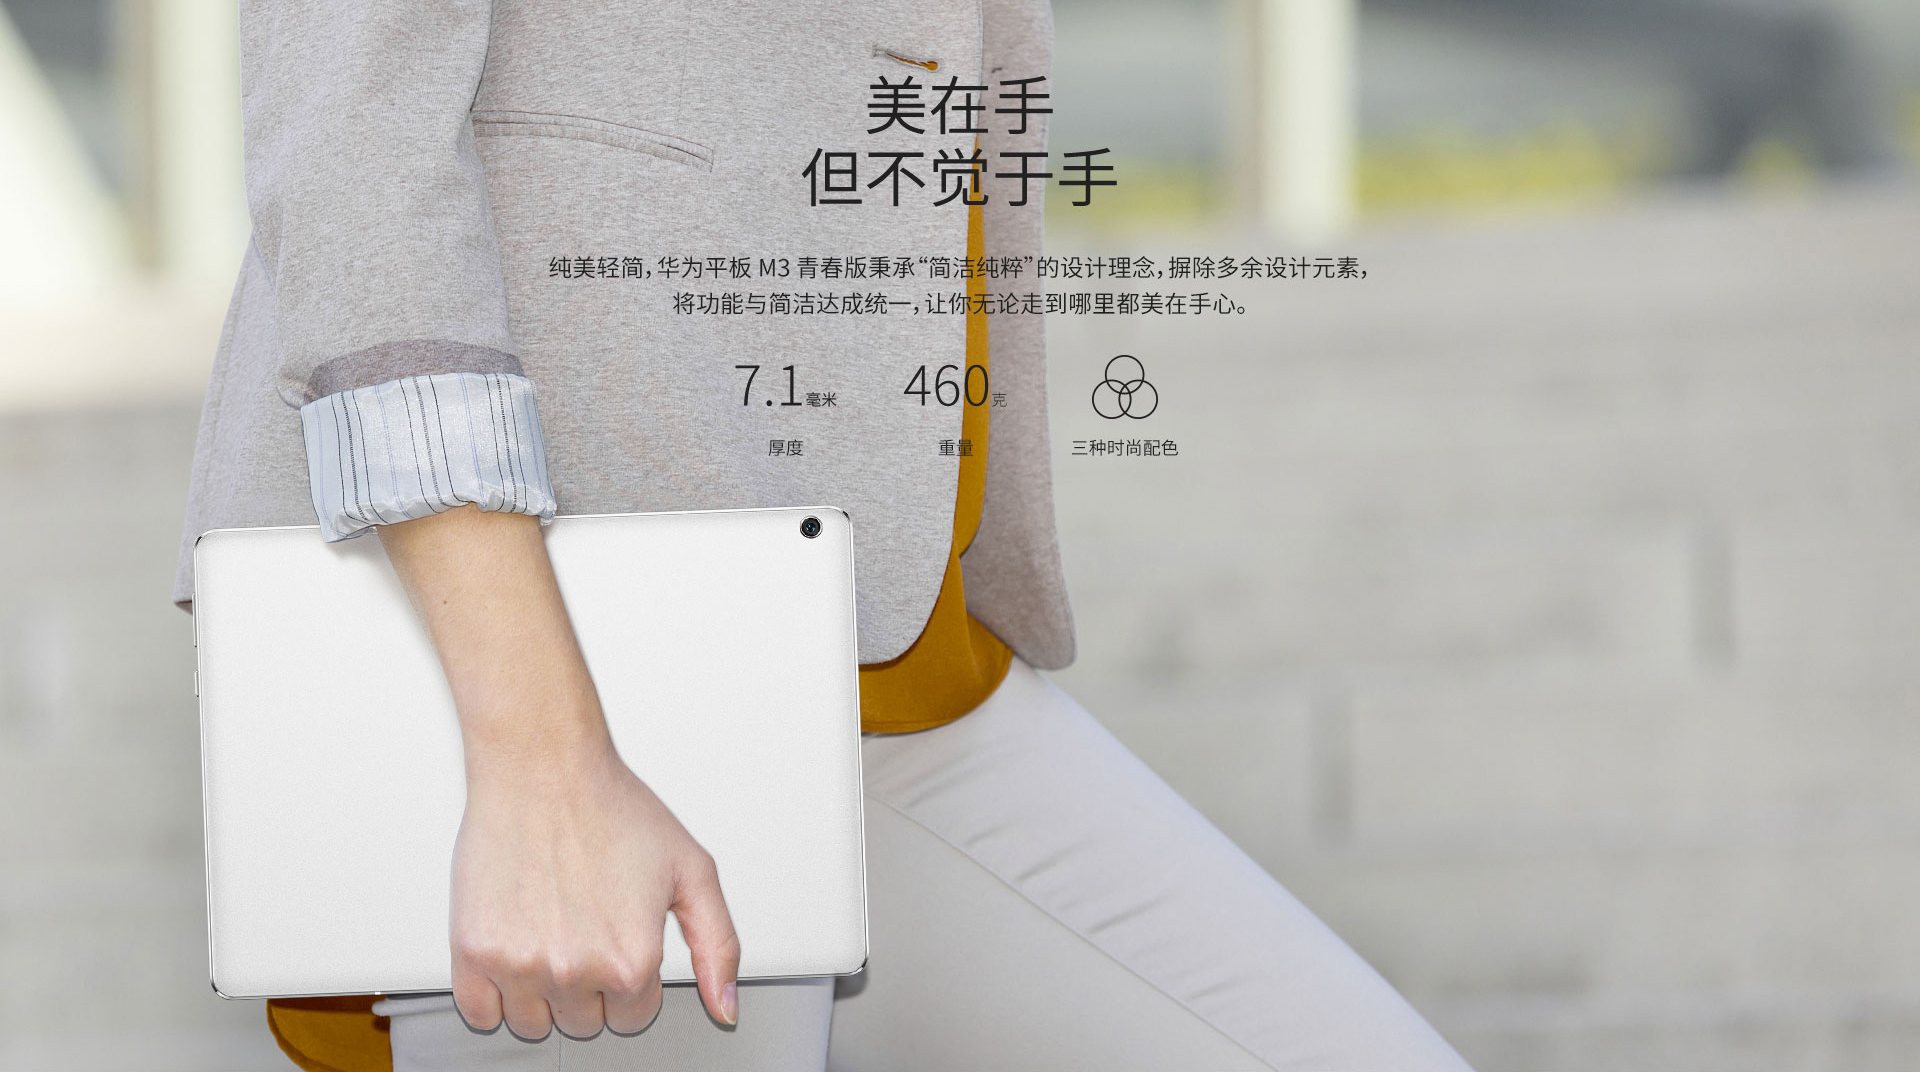 美在手
但不觉于手
纯美轻简，华为平板 M3 青春版秉承“简洁纯粹”的设计理念，摒除多余设计元素，
将功能与简洁达成统一，让你无论走到哪里都美在手心。
7.1毫米 460克
厚度 重量 三种时尚配色